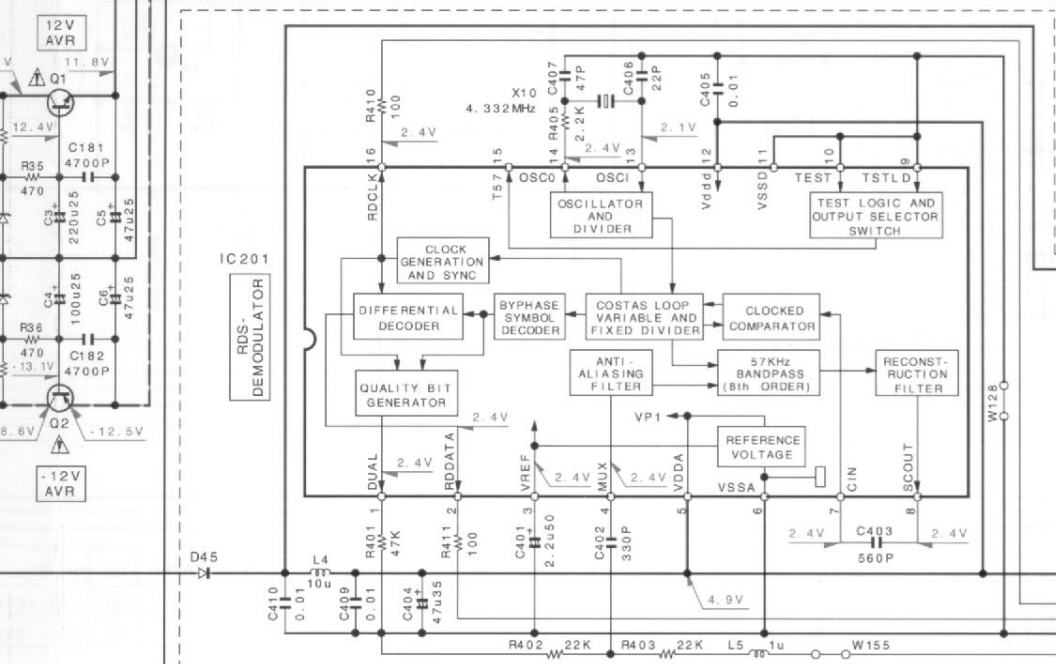 12V
AVR
V
11.8V
Q1
12.4V
C181
4700P
R35
470
C3
+
220u25
C5
+
47u25
C4
+
100u25
C6
+
47u25
R36
470
C182
4700P
-13.1V
Q2
8.6V
-12.5V
-12V
AVR
IC201
RDS-
DEMODULATOR
R410
100
2.4V
X10
4.332MHz
C407
47P
C406
22P
R405
2.2K
2.1V
2.4V
C405
0.01
16
15
14
13
12
11
10
9
RDCLK
T57
OSC0
OSCI
Vddd
VSSD
TEST
TSTLD
OSCILLATOR
AND
DIVIDER
TEST LOGIC AND
OUTPUT SELECTOR
SWITCH
CLOCK
GENERATION
AND SYNC
DIFFERENTIAL
DECODER
BYPHASE
SYMBOL
DECODER
COSTAS LOOP
VARIABLE AND
FIXED DIVIDER
CLOCKED
COMPARATOR
ANTI-
ALIASING
FILTER
57KHz
BANDPASS
(8th ORDER)
RECONST-
RUCTION
FILTER
QUALITY BIT
GENERATOR
W128
VP1
REFERENCE
VOLTAGE
2.4V
2.4V
2.4V
2.4V
DUAL
RDDATA
VREF
MUX
VDDA
VSSA
CIN
SCOUT
1
2
3
4
5
6
7
8
R401
47K
R411
100
C401
+
2.2u50
C402
330P
2.4V
C403
2.4V
560P
D45
L4
10u
C410
0.01
C409
0.01
C404
+
47u35
4.9V
R402
22K
R403
22K
L5
1u
W155